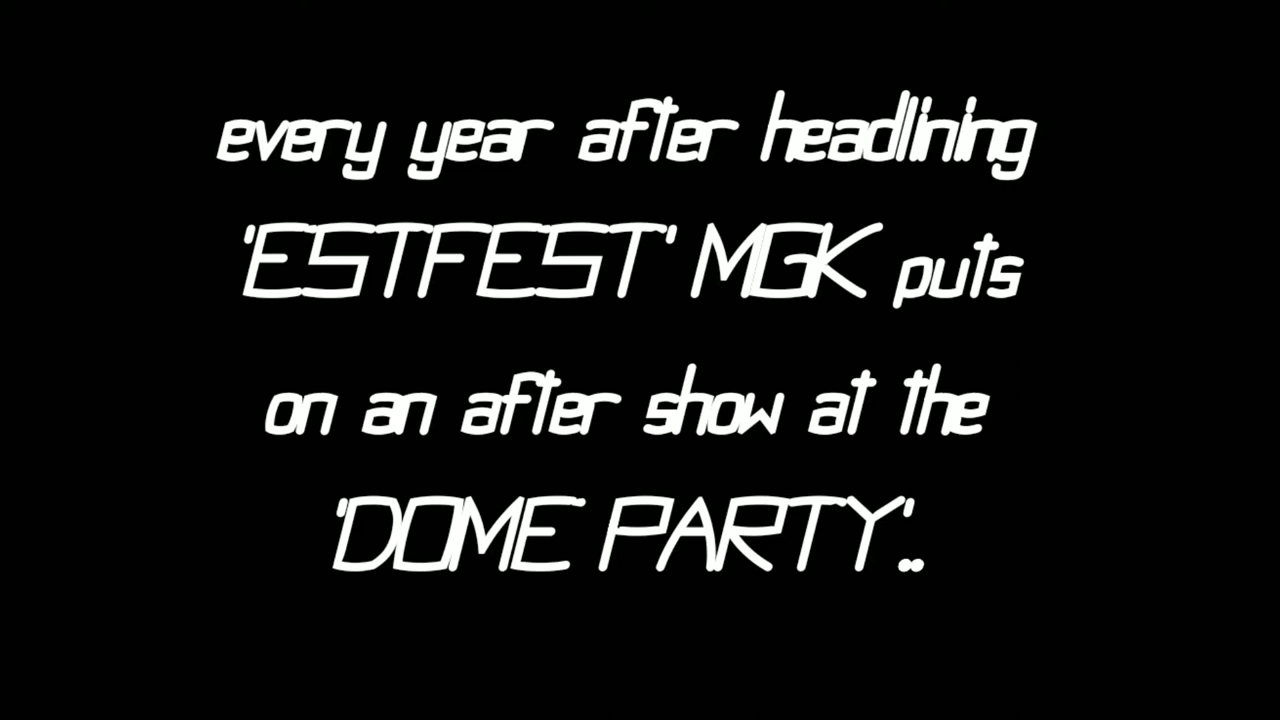 every year after headlining
'ESTFEST' MGK puts
on an after show at the
'DOME PARTY'..